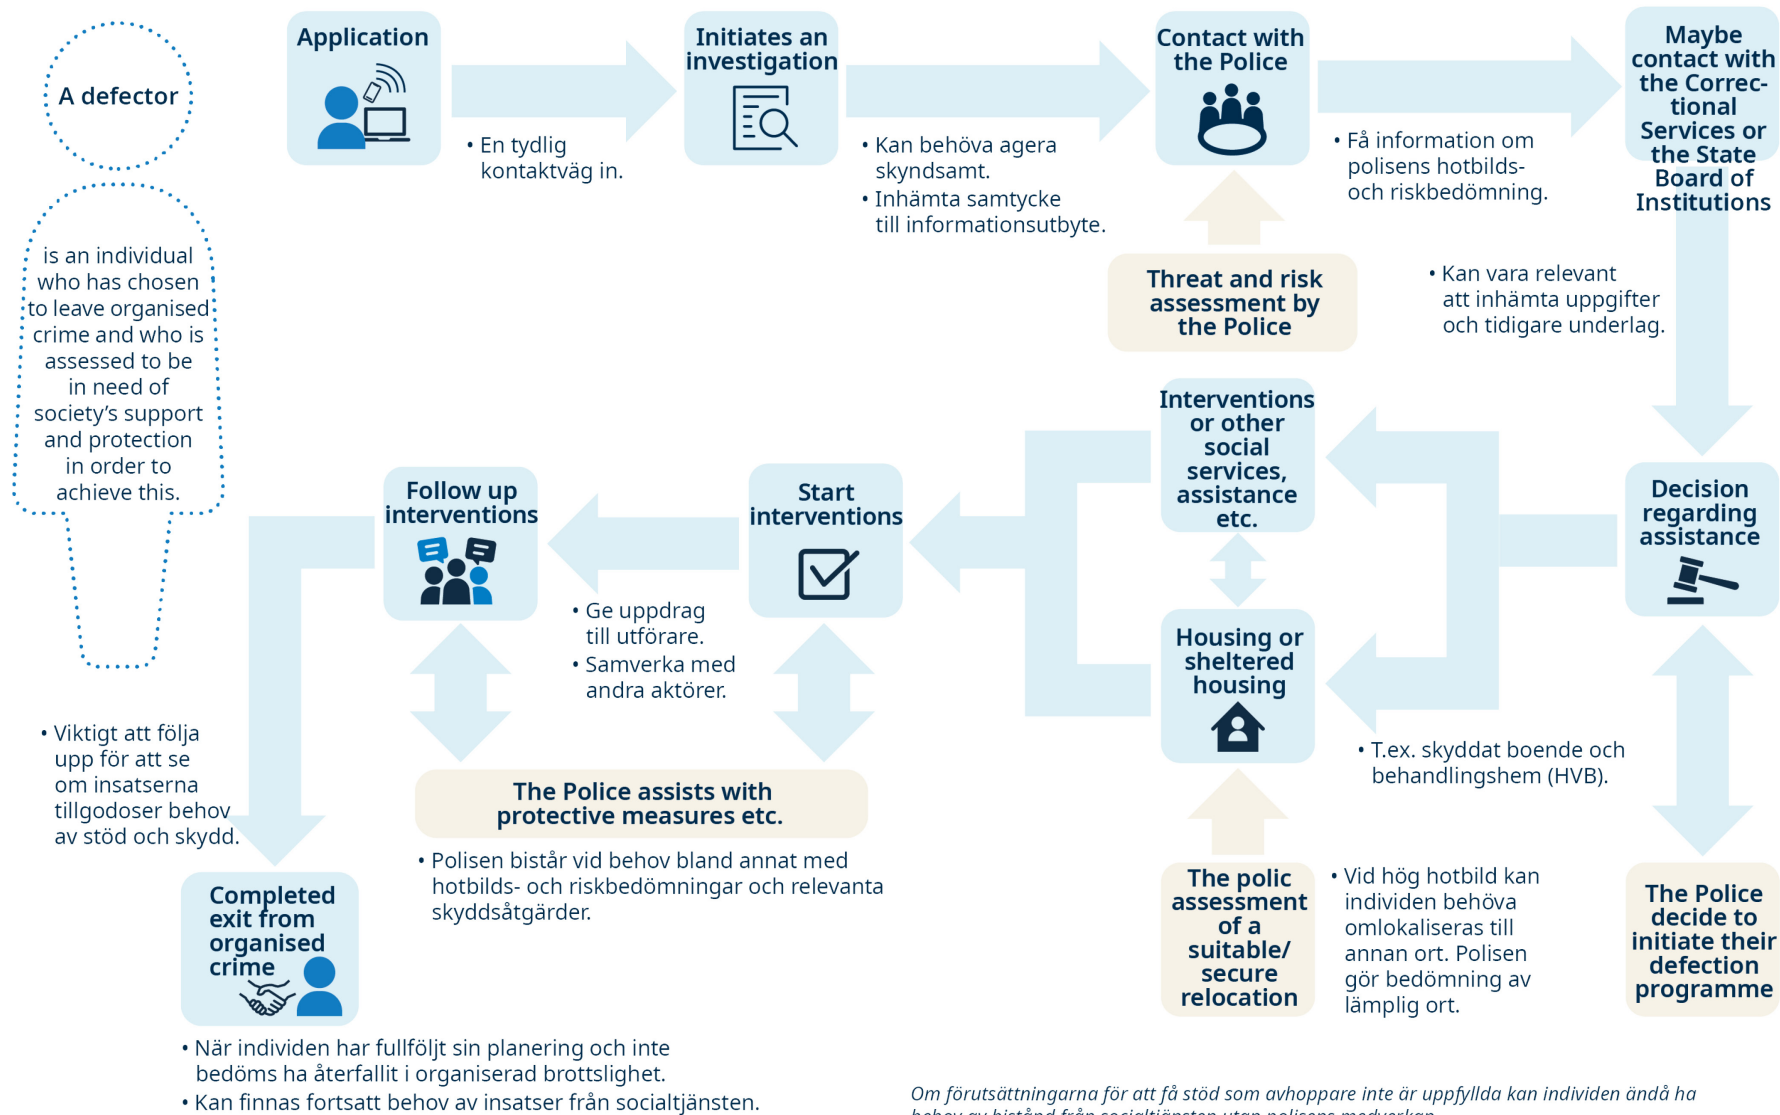 A defector
is an individual
who has chosen
to leave organised
crime and who is
assessed to be
in need of
society's support
and protection
in order to
achieve this.
Application
• En tydlig
kontaktväg in.
Initiates an
investigation
• Kan behöva agera
skyndsamt.
• Inhämta samtycke
till informationsutbyte.
Contact with
the Police
• Få information om
polisens hotbilds-
och riskbedömning.
Threat and risk
assessment by
the Police
Maybe
contact with
the Correc-
tional
Services or
the State
Board of
Institutions
• Kan vara relevant
att inhämta uppgifter
och tidigare underlag.
Decision
regarding
assistance
The Police
decide to
initiate their
defection
programme
Interventions
or other
social
services,
assistance
etc.
Housing or
sheltered
housing
• T.ex. skyddat boende och
behandlingshem (HVB).
The polic
assessment
of a
suitable/
secure
relocation
• Vid hög hotbild kan
individen behöva
omlokaliseras till
annan ort. Polisen
gör bedömning av
lämplig ort.
Start
interventions
• Ge uppdrag
till utförare.
• Samverka med
andra aktörer.
Follow up
interventions
The Police assists with
protective measures etc.
• Polisen bistår vid behov bland annat med
hotbilds- och riskbedömningar och relevanta
skyddsåtgärder.
• Viktigt att följa
upp för att se
om insatserna
tillgodoser behov
av stöd och skydd.
Completed
exit from
organised
crime
• När individen har fullföljt sin planering och inte
bedöms ha återfallit i organiserad brottslighet.
• Kan finnas fortsatt behov av insatser från socialtjänsten.
Om förutsättningarna för att få stöd som avhoppare inte är uppfyllda kan individen ändå ha
behov av bistånd från socialtjänsten utan polisens medverkan.